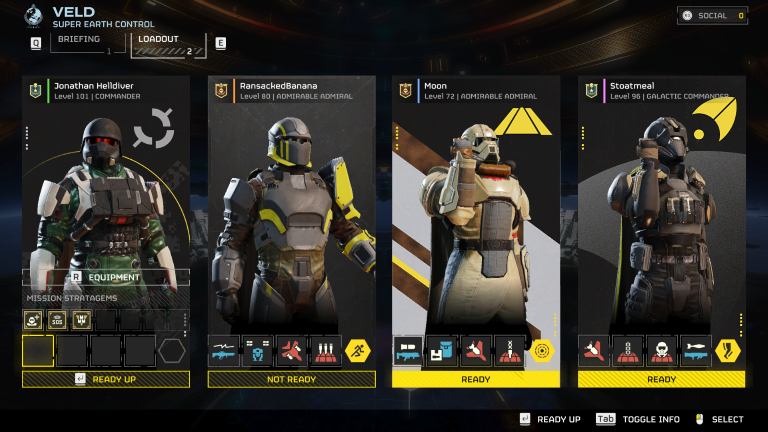 VELD
SUPER EARTH CONTROL
Q
BRIEFING
1
LOADOUT
2
E
SOCIAL 0
Jonathan Helldiver
Level 101 | COMMANDER
RansackedBanana
Level 80 | ADMIRABLE ADMIRAL
Moon
Level 72 | ADMIRABLE ADMIRAL
Stoatmeal
Level 96 | GALACTIC COMMANDER
R EQUIPMENT
MISSION STRATAGEMS
SOS
READY UP
NOT READY
READY
READY
READY UP
Tab TOGGLE INFO
SELECT